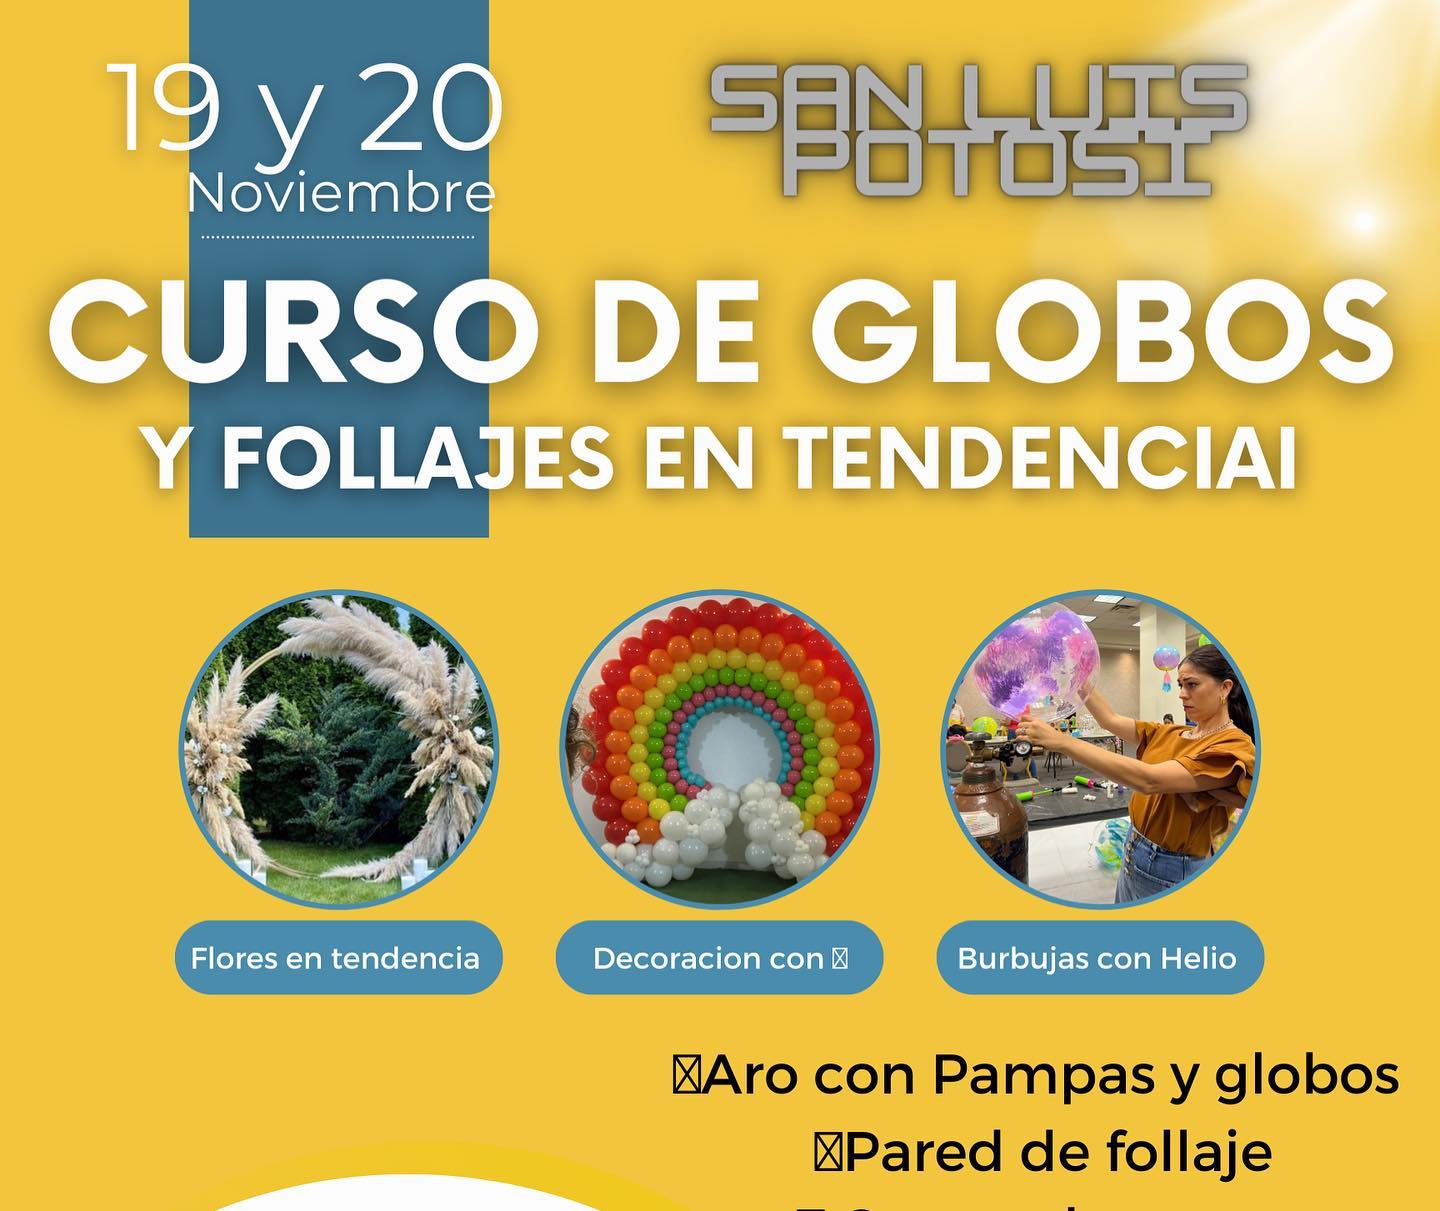 19 y 20
Noviembre
SAN LUIS
POTOSI
CURSO DE GLOBOS
Y FOLLAJES EN TENDENCIAI
Flores en tendencia
Decoracion con
Burbujas con Helio
Aro con Pampas y globos
Pared de follaje